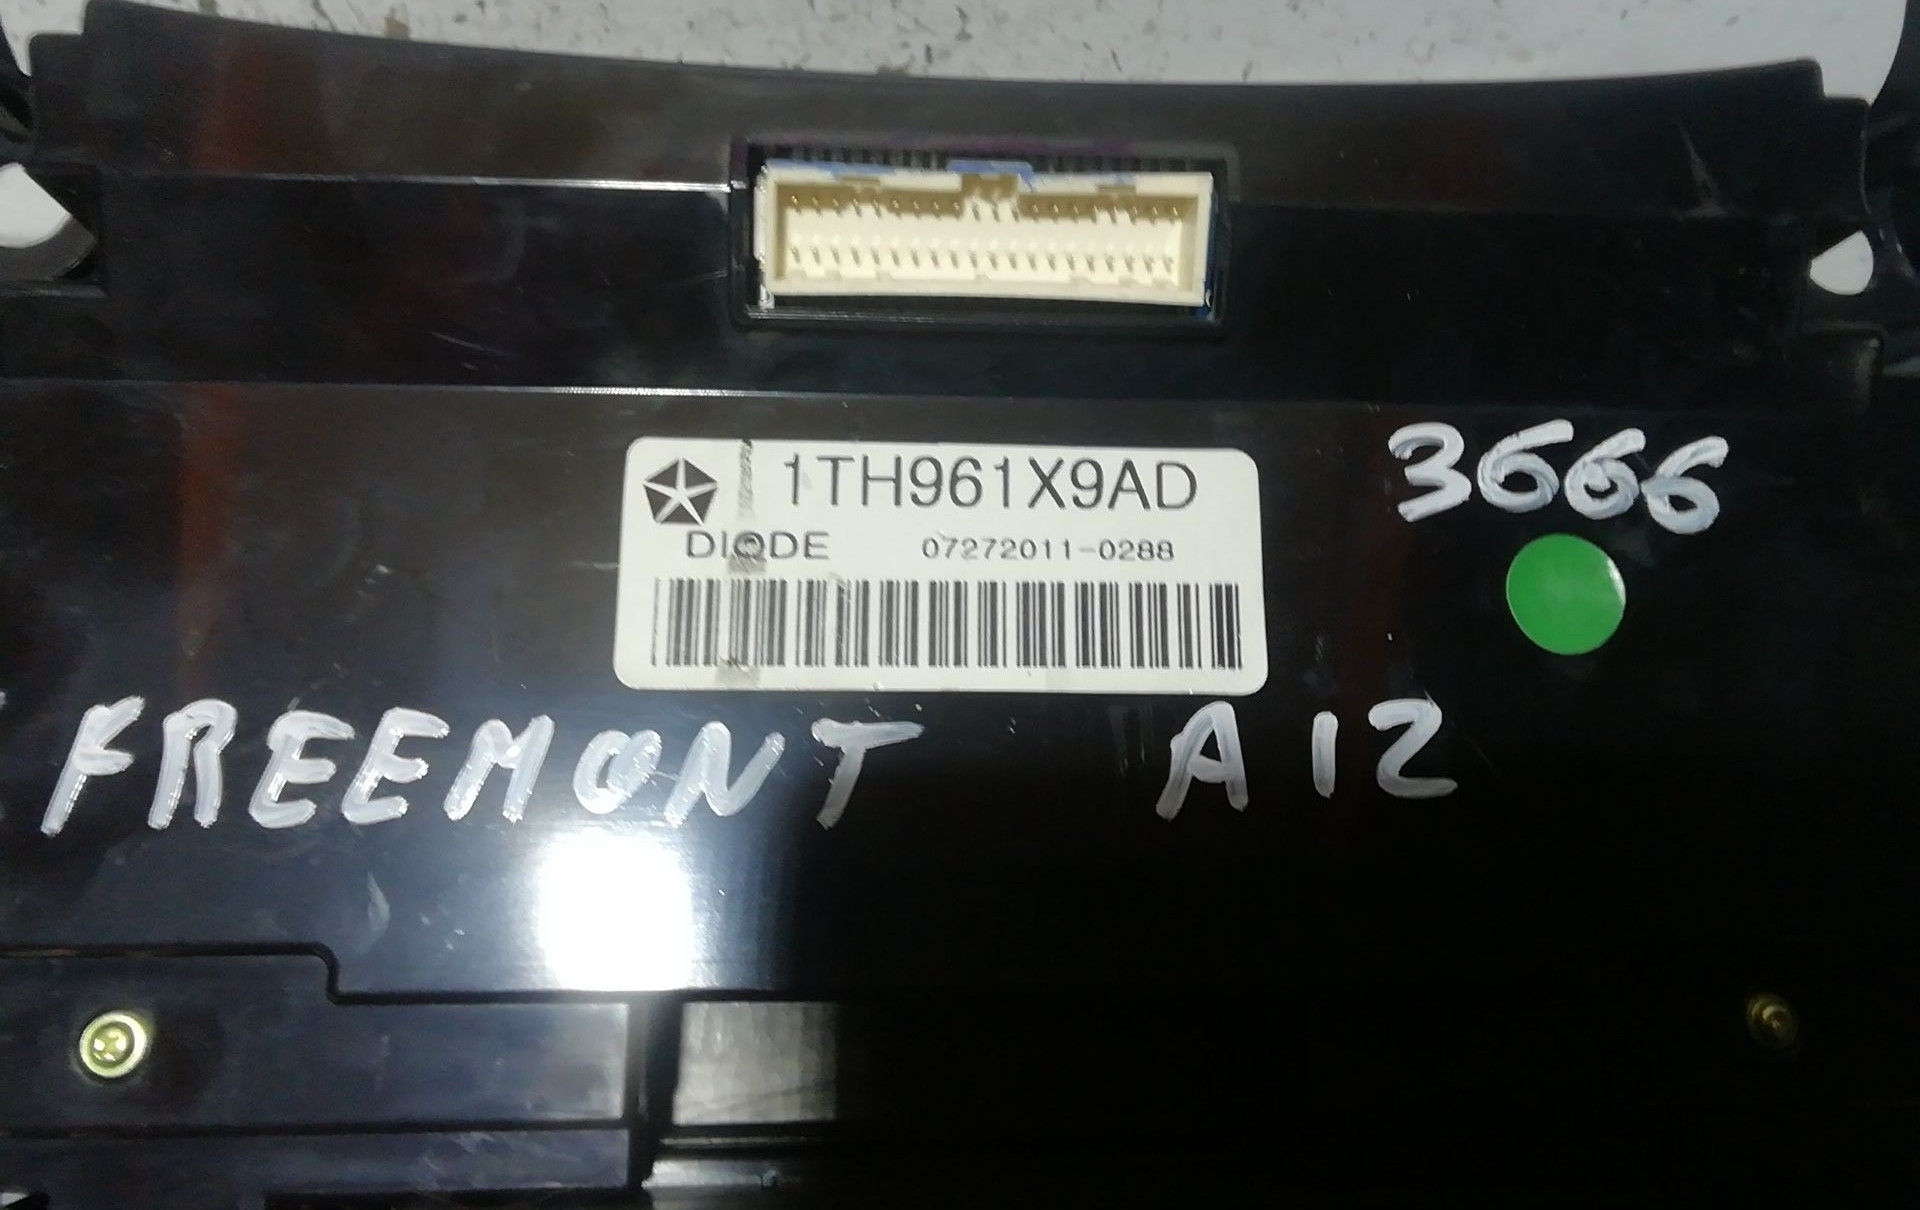 1TH961X9AD
3666
DIODE 07272011-0288
FREEMONT A12